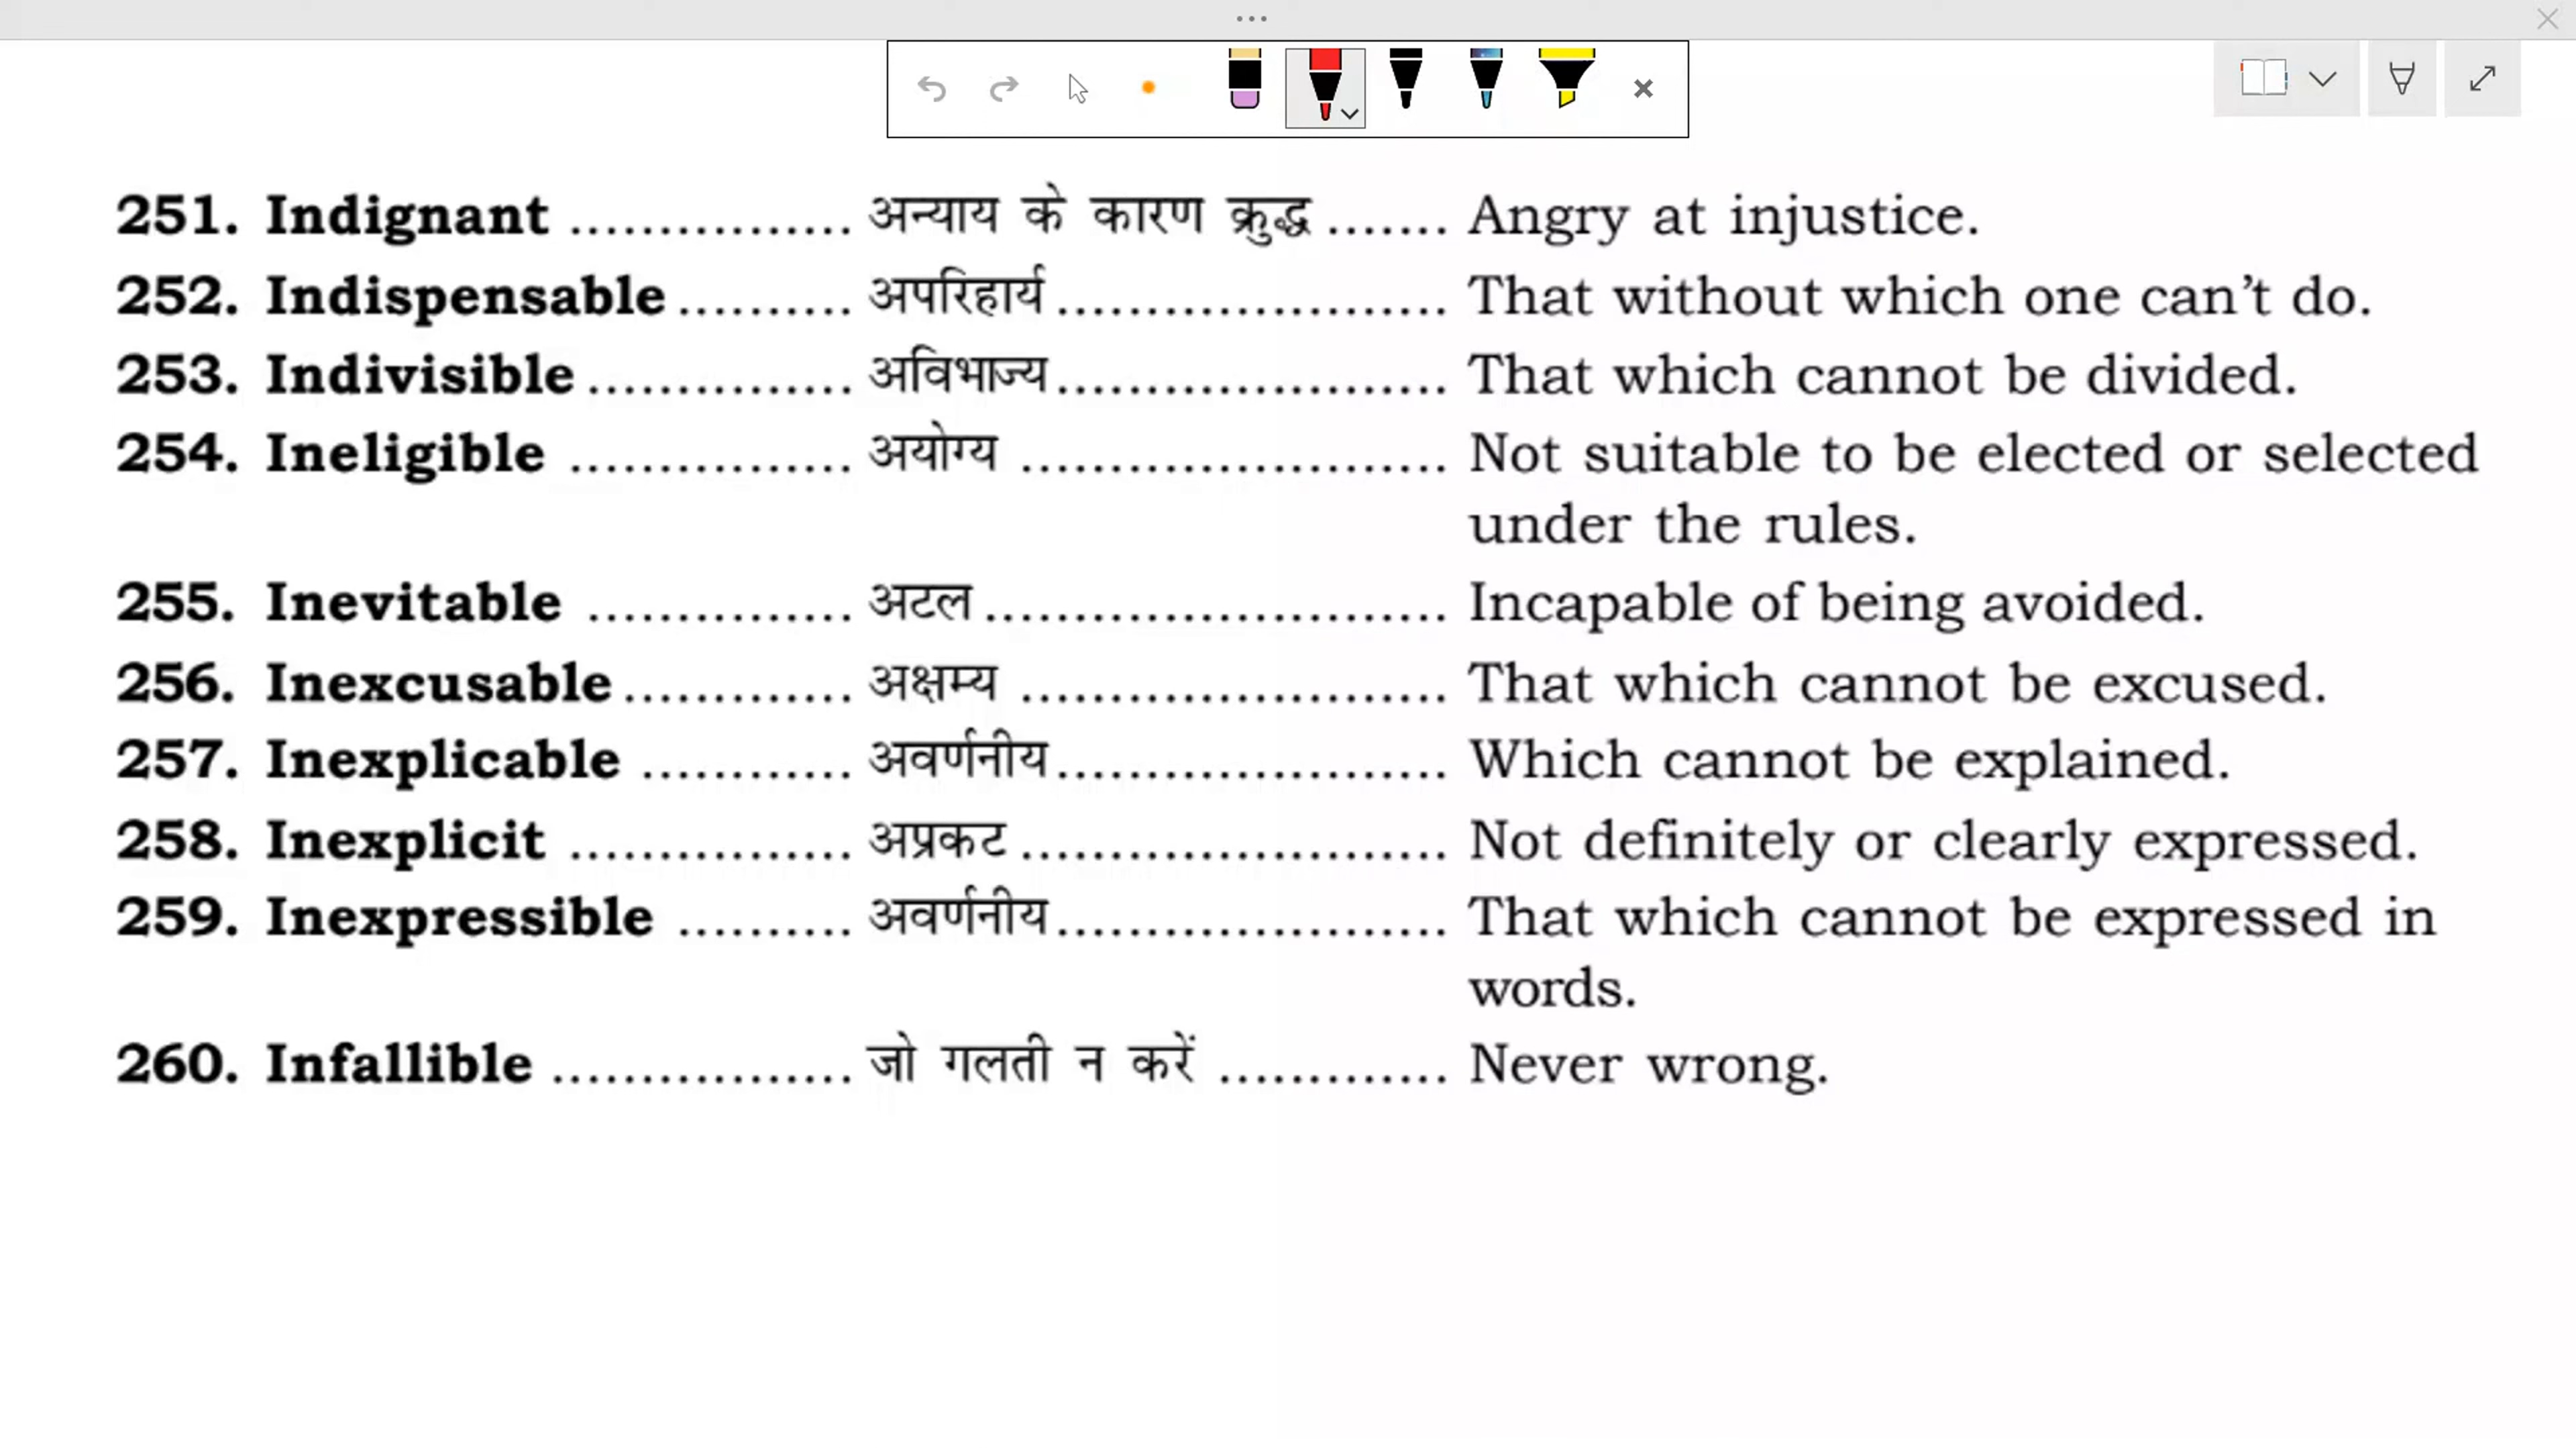 251. Indignant ................ अन्याय के कारण क्रुद्ध ....... Angry at injustice.
252. Indispensable .......... अपरिहार्य ...................... That without which one can't do.
253. Indivisible ............... अविभाज्य ...................... That which cannot be divided.
254. Ineligible ................ अयोग्य ........................ Not suitable to be elected or selected
under the rules.
255. Inevitable ............... अटल .......................... Incapable of being avoided.
256. Inexcusable ............. अक्षम्य ........................ That which cannot be excused.
257. Inexplicable ............ अवर्णनीय ...................... Which cannot be explained.
258. Inexplicit ................ अप्रकट ........................ Not definitely or clearly expressed.
259. Inexpressible .......... अवर्णनीय ...................... That which cannot be expressed in
words.
260. Infallible ................. जो गलती न करें ............. Never wrong.